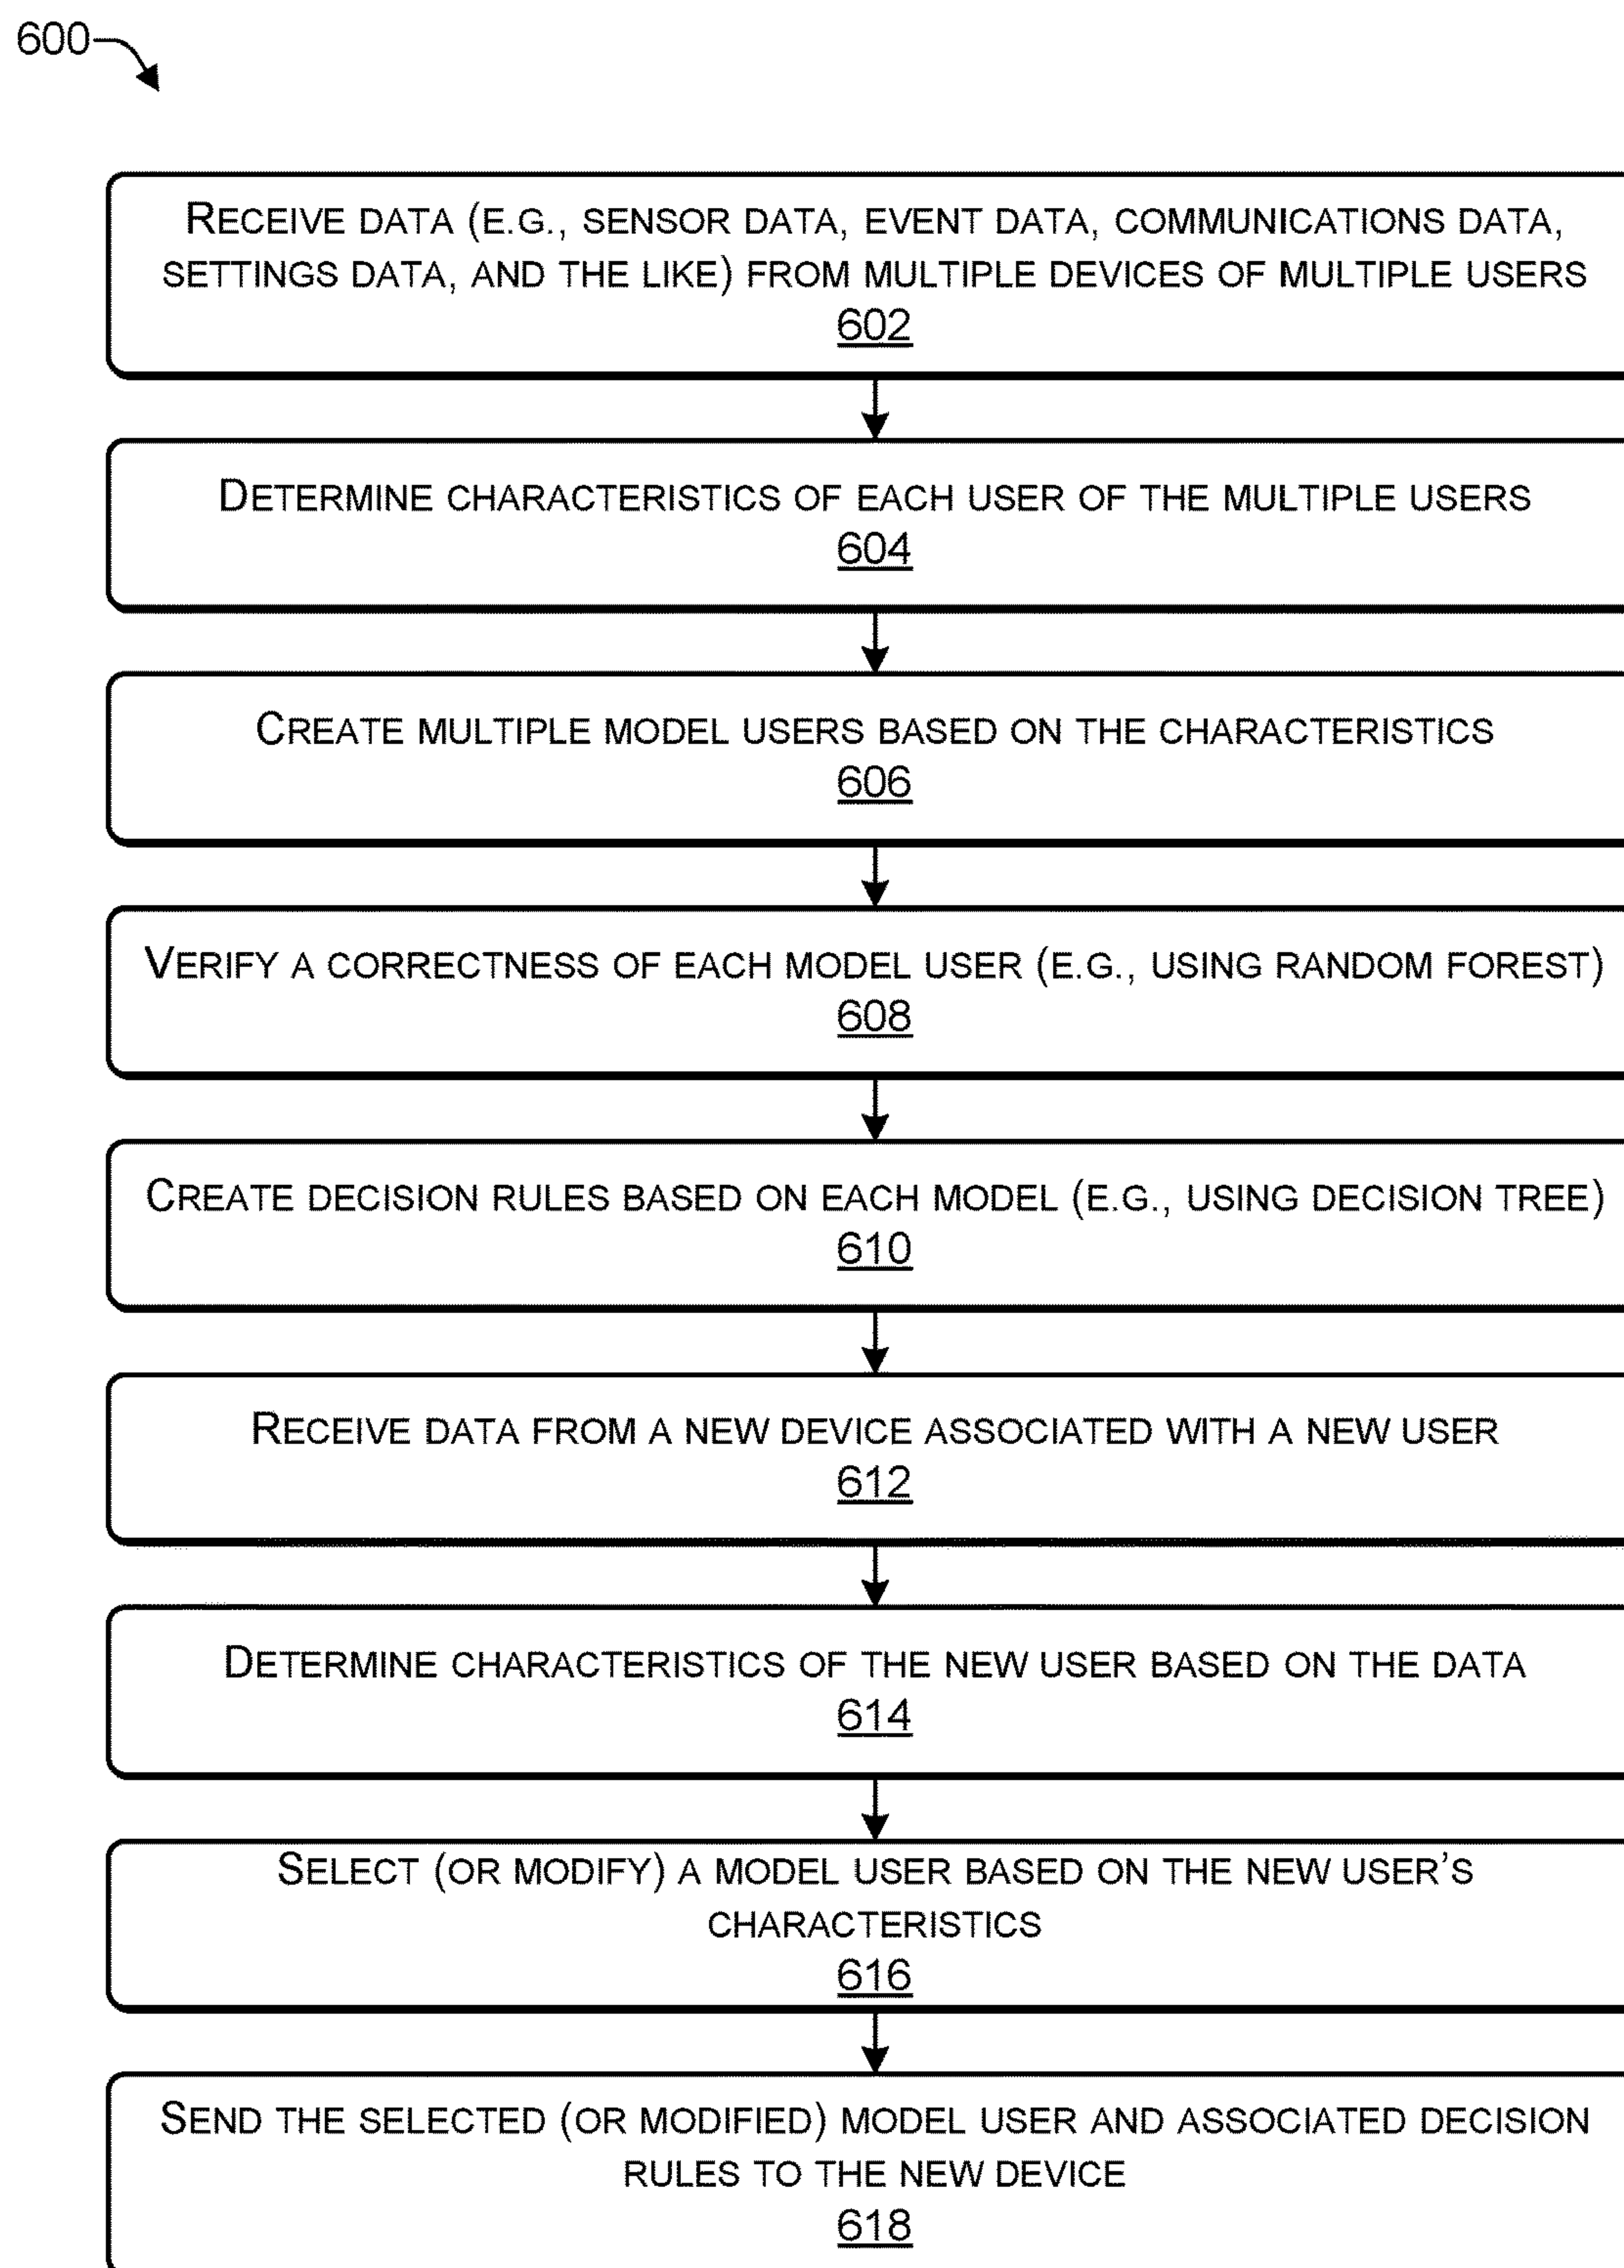 600
RECEIVE DATA (E.G., SENSOR DATA, EVENT DATA, COMMUNICATIONS DATA,
SETTINGS DATA, AND THE LIKE) FROM MULTIPLE DEVICES OF MULTIPLE USERS
602
DETERMINE CHARACTERISTICS OF EACH USER OF THE MULTIPLE USERS
604
CREATE MULTIPLE MODEL USERS BASED ON THE CHARACTERISTICS
606
VERIFY A CORRECTNESS OF EACH MODEL USER (E.G., USING RANDOM FOREST)
608
CREATE DECISION RULES BASED ON EACH MODEL (E.G., USING DECISION TREE)
610
RECEIVE DATA FROM A NEW DEVICE ASSOCIATED WITH A NEW USER
612
DETERMINE CHARACTERISTICS OF THE NEW USER BASED ON THE DATA
614
SELECT (OR MODIFY) A MODEL USER BASED ON THE NEW USER'S
CHARACTERISTICS
616
SEND THE SELECTED (OR MODIFIED) MODEL USER AND ASSOCIATED DECISION
RULES TO THE NEW DEVICE
618